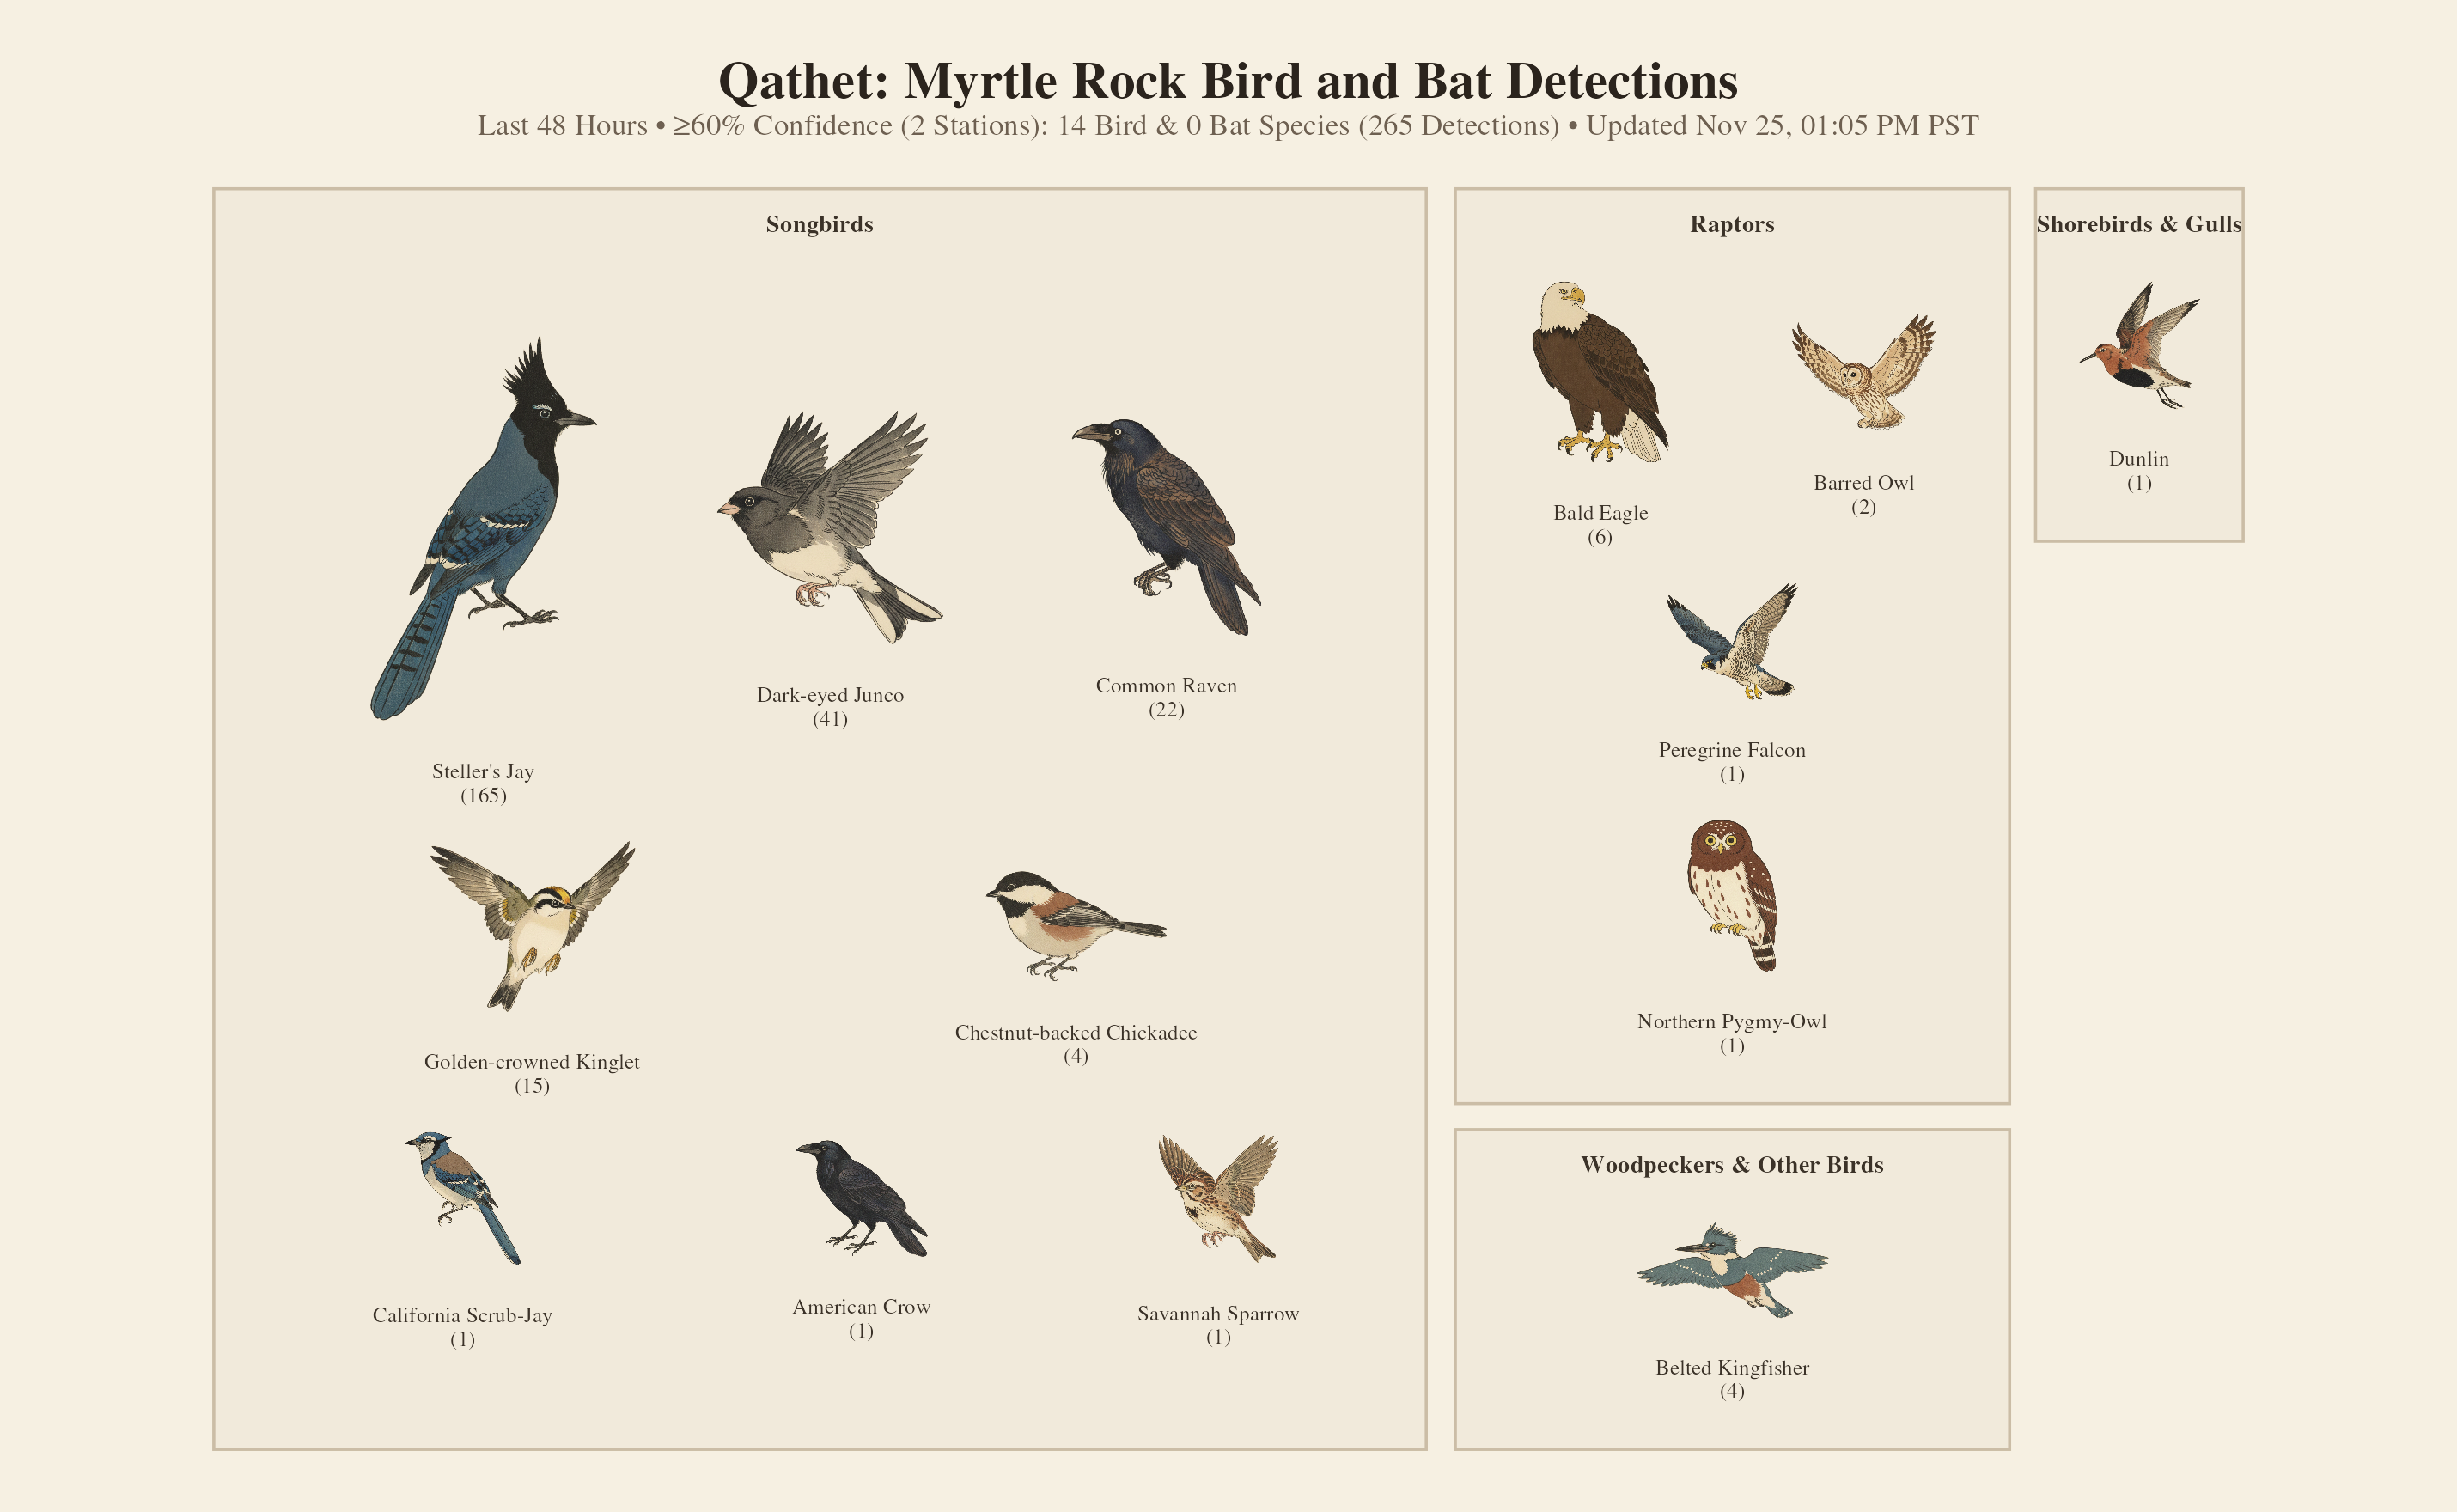 Qathet: Myrtle Rock Bird and Bat Detections
Last 48 Hours • ≥60% Confidence (2 Stations): 14 Bird & 0 Bat Species (265 Detections) • Updated Nov 25, 01:05 PM PST
Songbirds
Steller's Jay
(165)
Dark-eyed Junco
(41)
Common Raven
(22)
Golden-crowned Kinglet
(15)
Chestnut-backed Chickadee
(4)
California Scrub-Jay
(1)
American Crow
(1)
Savannah Sparrow
(1)
Raptors
Bald Eagle
(6)
Barred Owl
(2)
Peregrine Falcon
(1)
Northern Pygmy-Owl
(1)
Woodpeckers & Other Birds
Belted Kingfisher
(4)
Shorebirds & Gulls
Dunlin
(1)